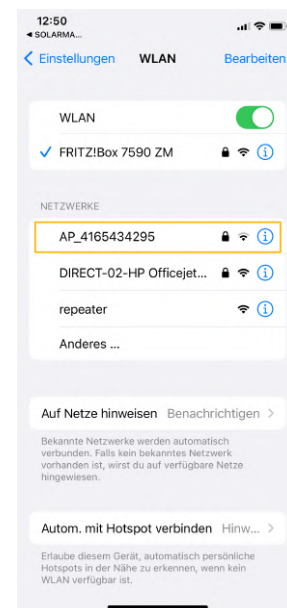 12:50
◀ SOLARMA...
Einstellungen WLAN Bearbeiten
WLAN
FRITZ!Box 7590 ZM
NETZWERKE
AP_4165434295
DIRECT-02-HP Officejet...
repeater
Anderes ...
Auf Netze hinweisen Benachrichtigen
Bekannte Netzwerke werden automatisch
verbunden. Falls kein bekanntes Netzwerk
vorhanden ist, wirst du auf verfügbare Netze
hingewiesen.
Autom. mit Hotspot verbinden Hinw...
Erlaube diesem Gerät, automatisch persönliche
Hotspots in der Nähe zu erkennen, wenn kein
WLAN verfügbar ist.